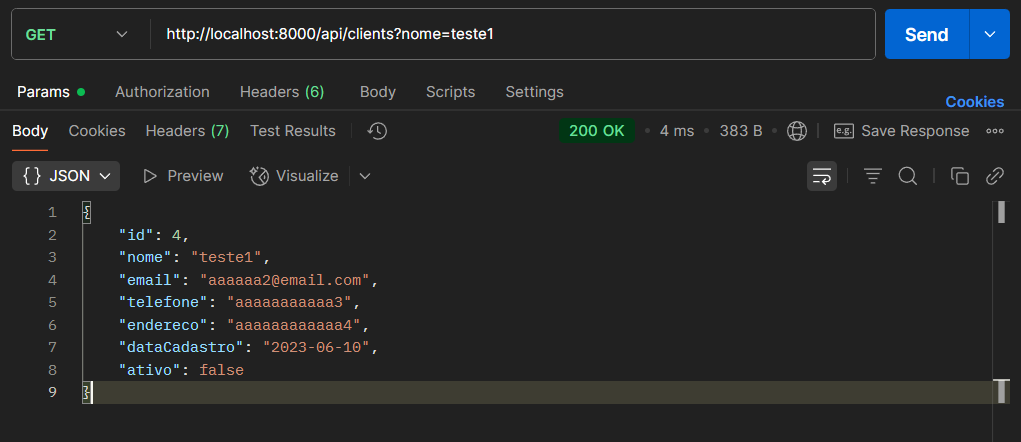 GET http://localhost:8000/api/clients?nome=teste1 Send
Params Authorization Headers (6) Body Scripts Settings
Cookies
Body Cookies Headers (7) Test Results 200 OK • 4 ms • 383 B • e.g. Save Response
{} JSON Preview Visualize
1 {
2 "id": 4,
3 "nome": "teste1",
4 "email": "aaaaaa2@email.com",
5 "telefone": "aaaaaaaaaaa3",
6 "endereco": "aaaaaaaaaaaa4",
7 "dataCadastro": "2023-06-10",
8 "ativo": false
9 }